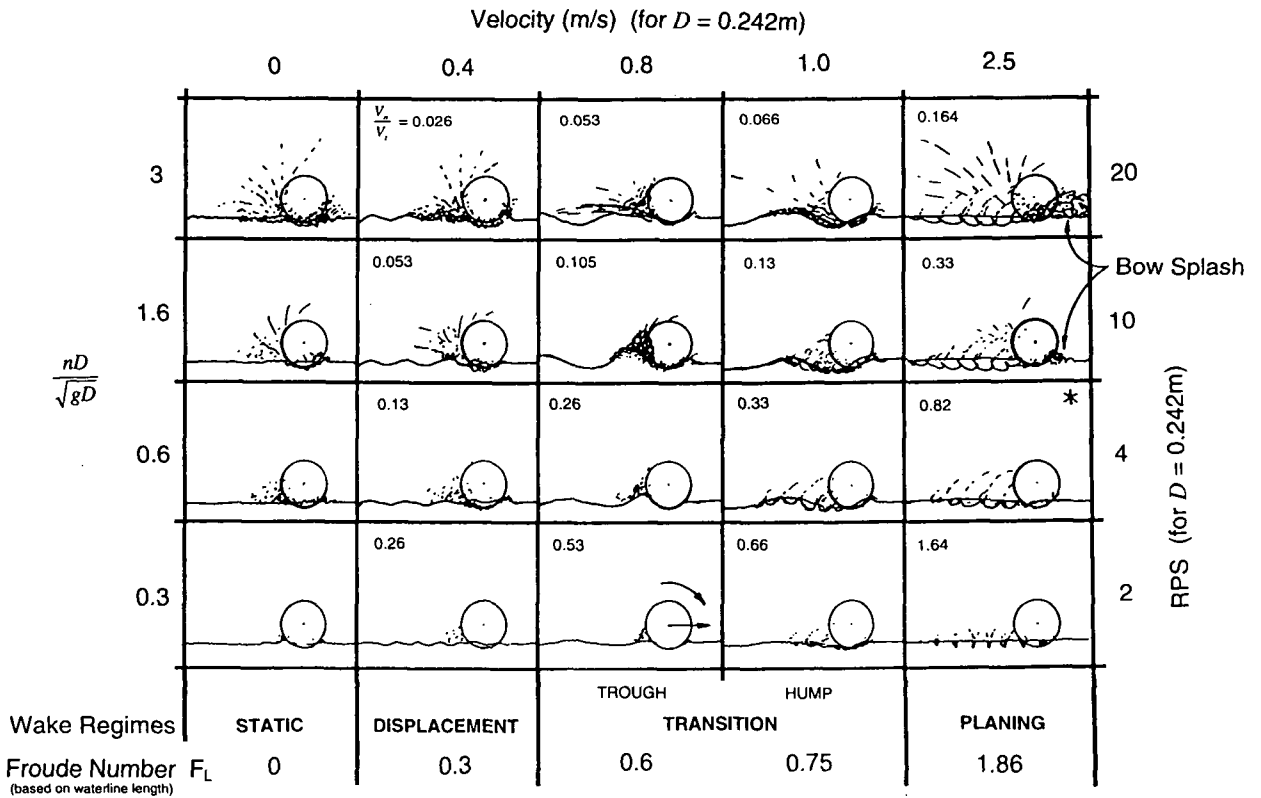 Velocity (m/s) (for D = 0.242m)
0 0.4 0.8 1.0 2.5
Vₐ/Vₜ = 0.026 0.053 0.066 0.164
3 20
0.053 0.105 0.13 0.33
Bow Splash
1.6 10
nD/√gD
0.13 0.26 0.33 0.82 *
0.6 4
RPS (for D = 0.242m)
0.26 0.53 0.66 1.64
0.3 2
TROUGH HUMP
Wake Regimes STATIC DISPLACEMENT TRANSITION PLANING
Froude Number F_L 0 0.3 0.6 0.75 1.86
(based on waterline length)